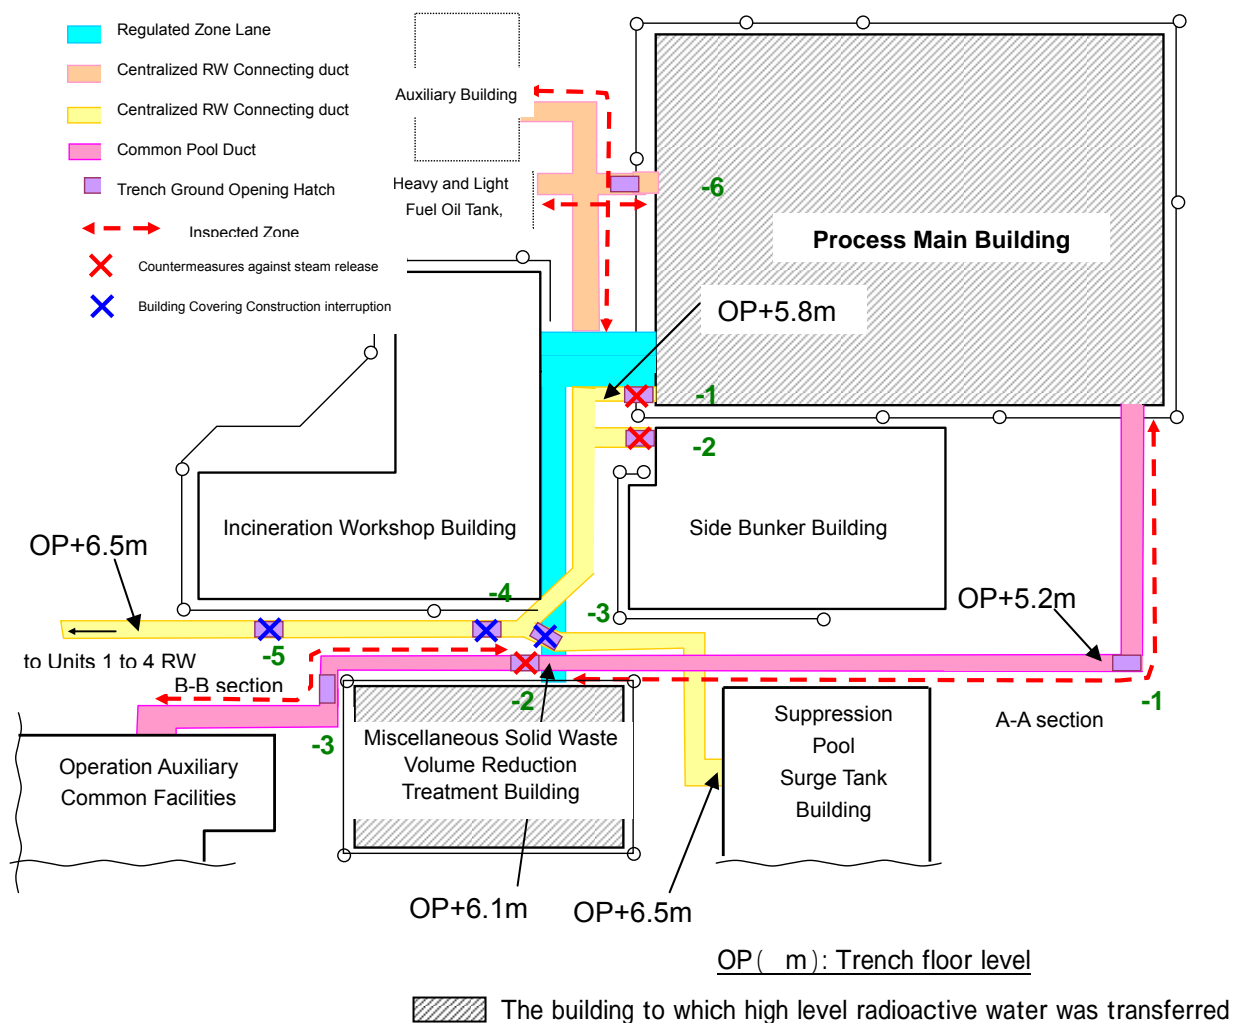 Regulated Zone Lane
Centralized RW Connecting duct
Centralized RW Connecting duct
Common Pool Duct
Trench Ground Opening Hatch
Inspected Zone
Countermeasures against steam release
Building Covering Construction interruption
Auxiliary Building
Heavy and Light
Fuel Oil Tank,
-6
Process Main Building
OP+5.8m
-1
-2
Incineration Workshop Building
Side Bunker Building
OP+6.5m
-4
-3
OP+5.2m
-5
to Units 1 to 4 RW
B-B section
-2
-1
A-A section
-3
Operation Auxiliary
Common Facilities
Miscellaneous Solid Waste
Volume Reduction
Treatment Building
Suppression
Pool
Surge Tank
Building
OP+6.1m
OP+6.5m
OP( m): Trench floor level
The building to which high level radioactive water was transferred